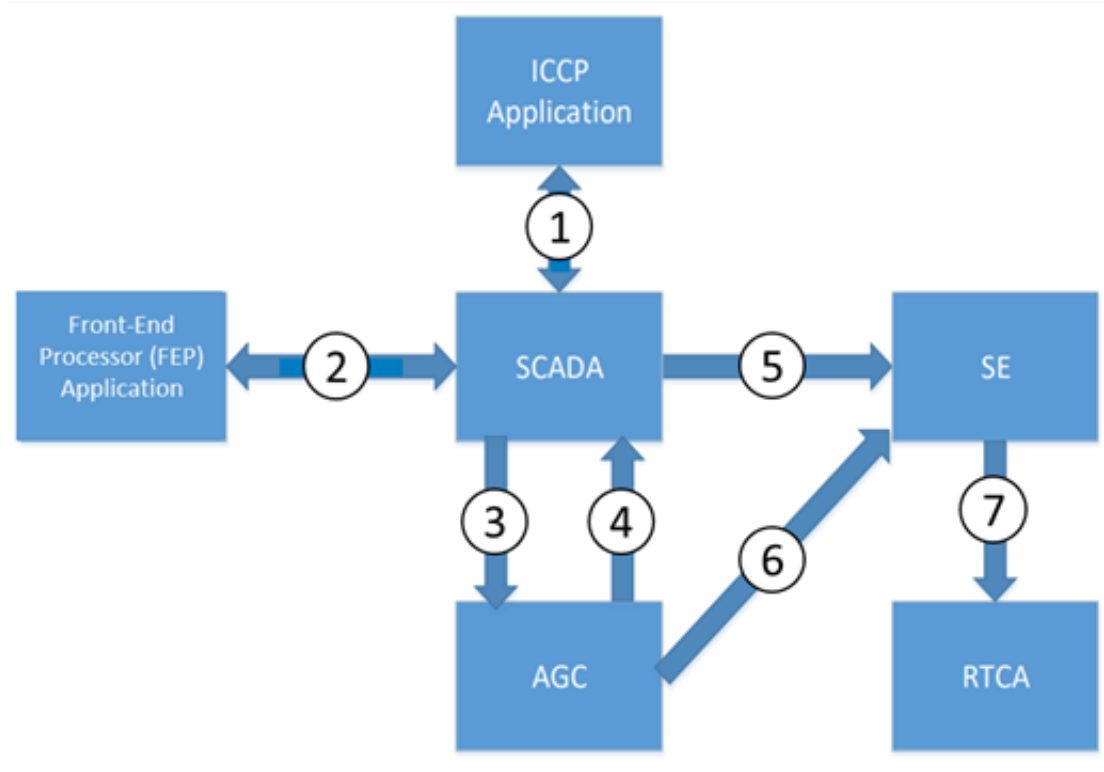 ICCP
Application
1
Front-End
Processor (FEP)
Application
2
SCADA
5
SE
3
4
6
7
AGC
RTCA